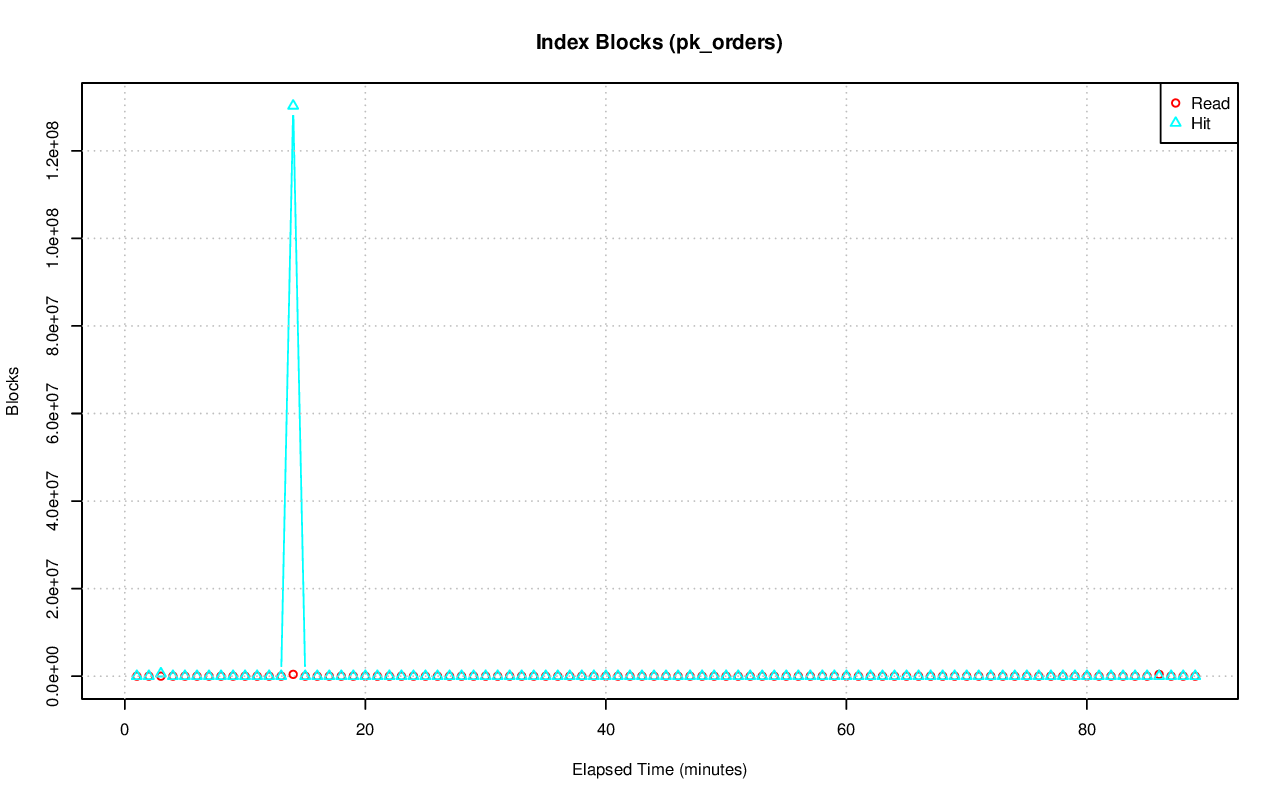 Index Blocks (pk_orders)
Read
Hit
Blocks
1.2e+08
1.0e+08
8.0e+07
6.0e+07
4.0e+07
2.0e+07
0.0e+00
0 20 40 60 80
Elapsed Time (minutes)